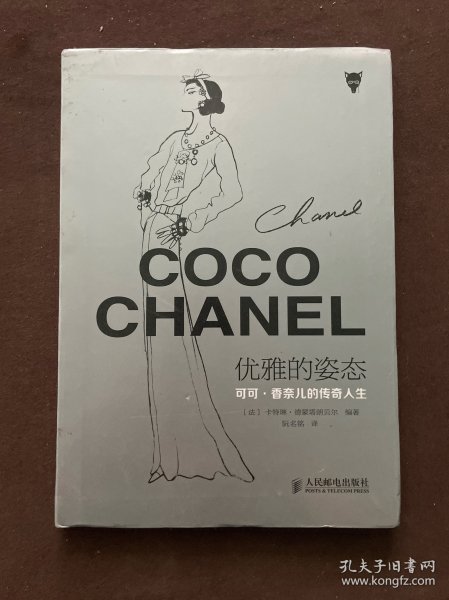 Chanel
COCO
CHANEL
优雅的姿态
可可·香奈儿的传奇人生
[法] 卡特琳·德蒙塔朗贝尔 编著
阮名铭 译
人民邮电出版社
POSTS & TELECOM PRESS
孔夫子旧书网
www.kongfz.com